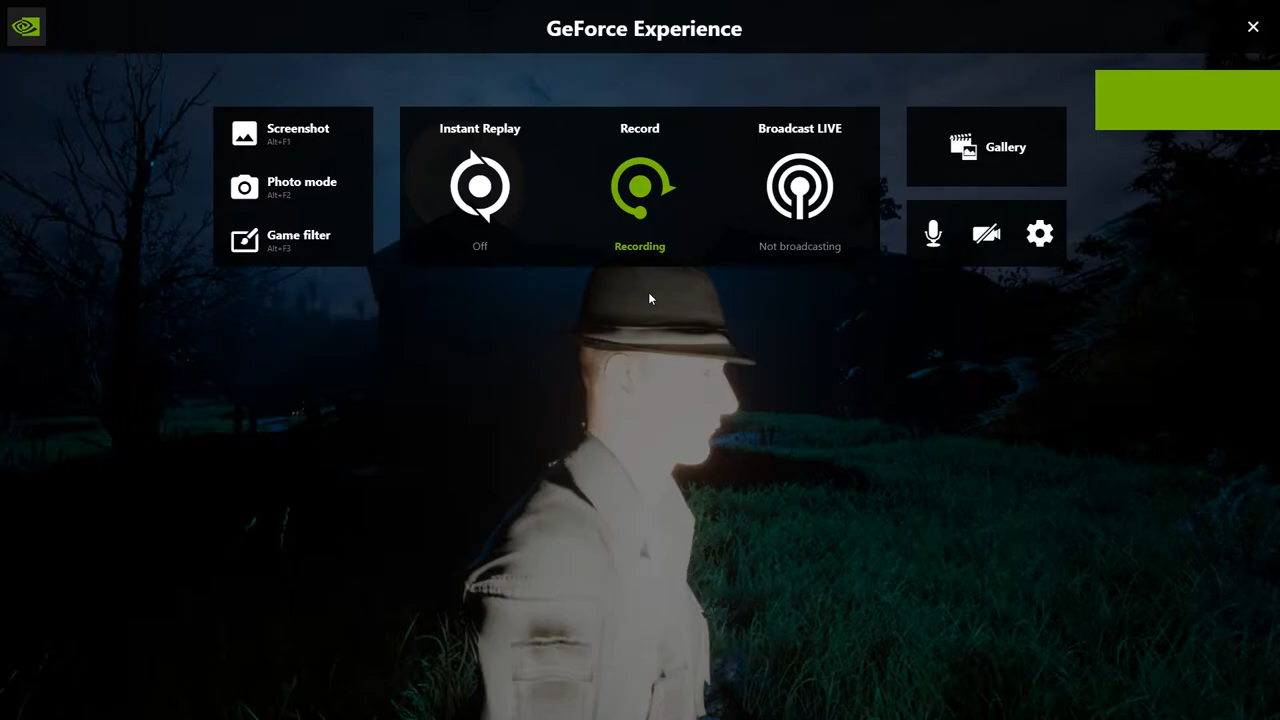 GeForce Experience
Screenshot
Alt+F1
Photo mode
Alt+F2
Game filter
Alt+F3
Instant Replay
Off
Record
Recording
Broadcast LIVE
Not broadcasting
Gallery